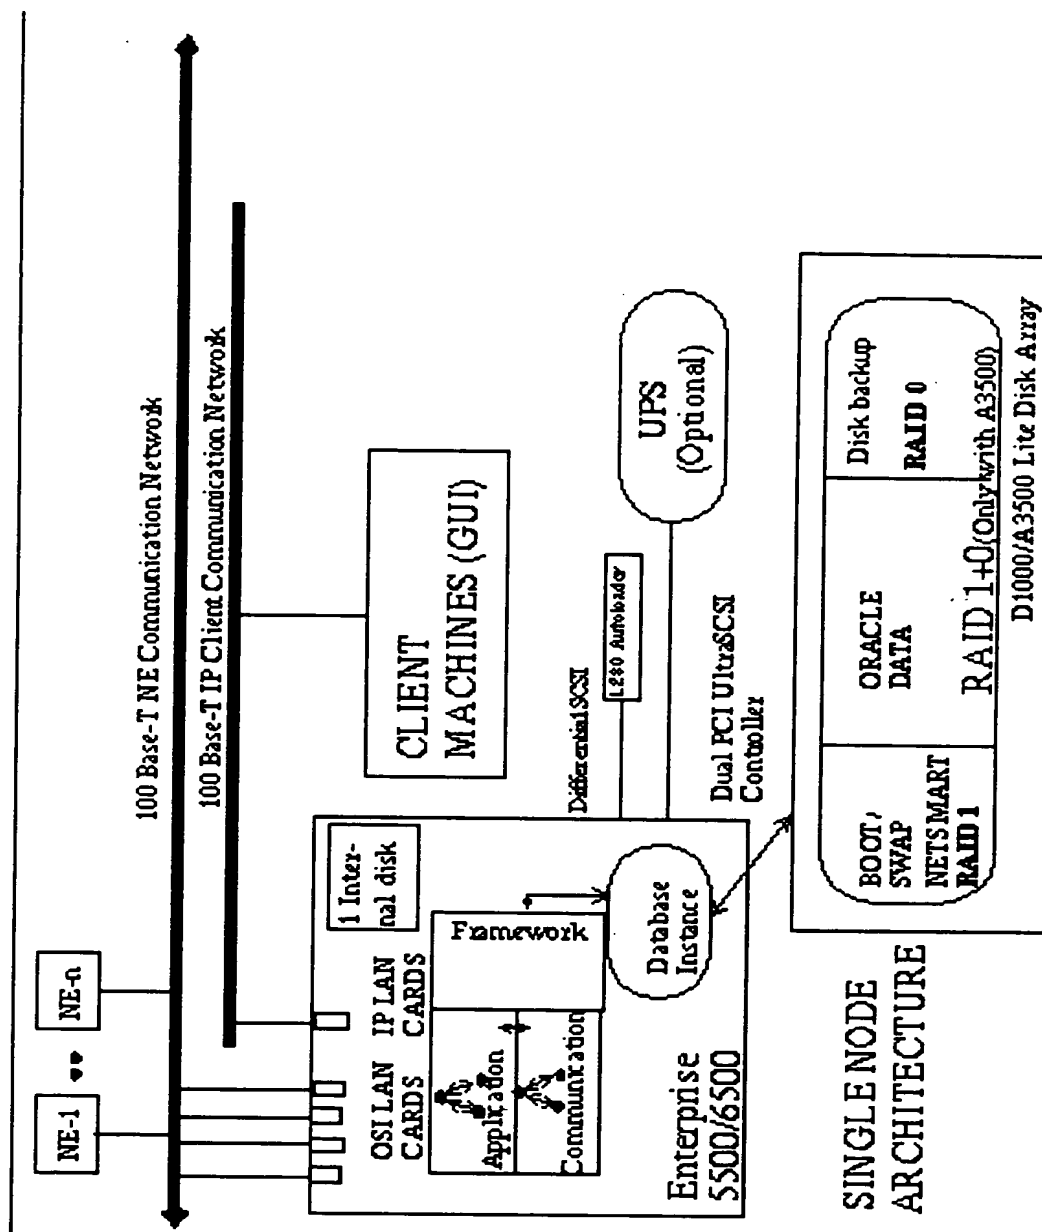 NE-1
NE-n
100 Base-T NE Communication Network
100 Base-T IP Client Communication Network
OSI LAN
CARDS
IP LAN
CARDS
1 Inter-
nal disk
CLIENT
MACHINES (GUI)
Application
Communication
Framework
Database
Instance
Enterprise
5500/6500
Differential SCSI
L280 Autoloader
UPS
(Optional)
Dual PCI UltraSCSI
Controller
SINGLE NODE
ARCHITECTURE
BOOT/
SWAP
NETSMART
RAID 1
ORACLE
DATA
RAID 1+0(Only with A3500)
Disk backup
RAID 0
D1000/A3500 Lite Disk Array